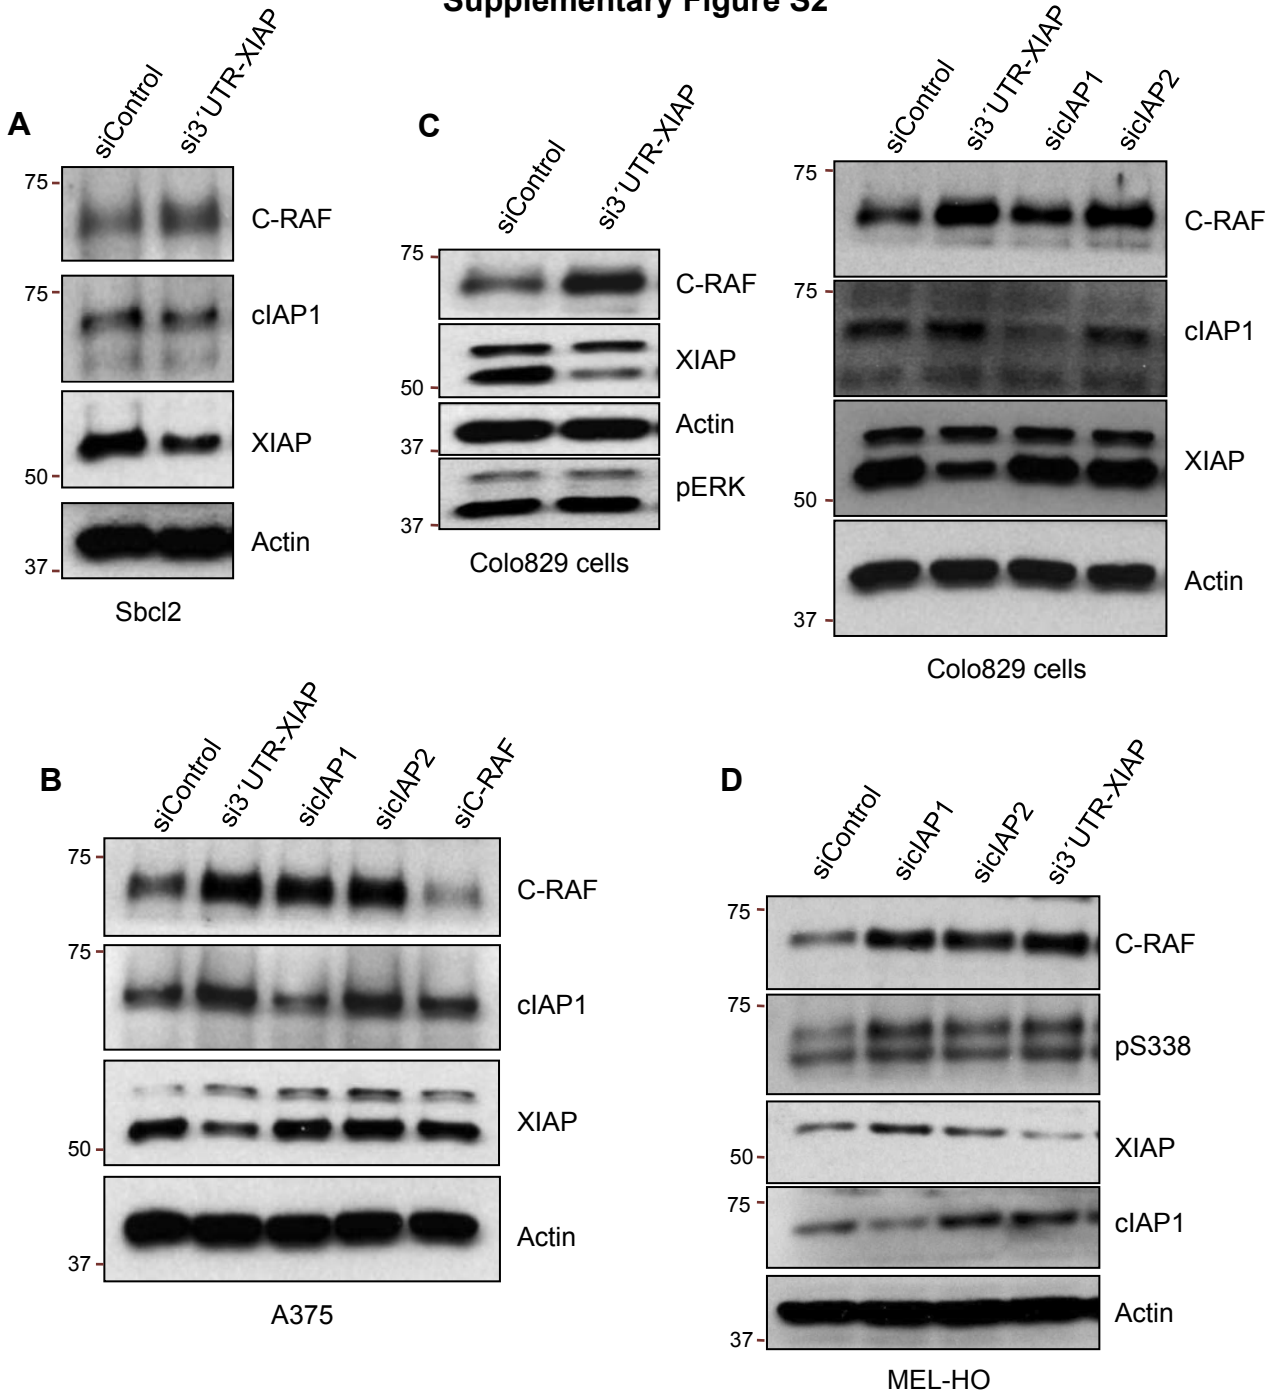 Supplementary Figure S2
A
siControl
si3´UTR-XIAP
75
C-RAF
75
cIAP1
XIAP
50
Actin
37
Sbcl2
C
siControl
si3´UTR-XIAP
75
C-RAF
XIAP
50
Actin
37
pERK
37
Colo829 cells
siControl
si3´UTR-XIAP
sicIAP1
sicIAP2
75
C-RAF
75
cIAP1
XIAP
50
Actin
37
Colo829 cells
B
siControl
si3´UTR-XIAP
sicIAP1
sicIAP2
siC-RAF
75
C-RAF
75
cIAP1
XIAP
50
Actin
37
A375
D
siControl
sicIAP1
sicIAP2
si3´UTR-XIAP
75
C-RAF
75
pS338
XIAP
50
75
cIAP1
Actin
37
MEL-HO